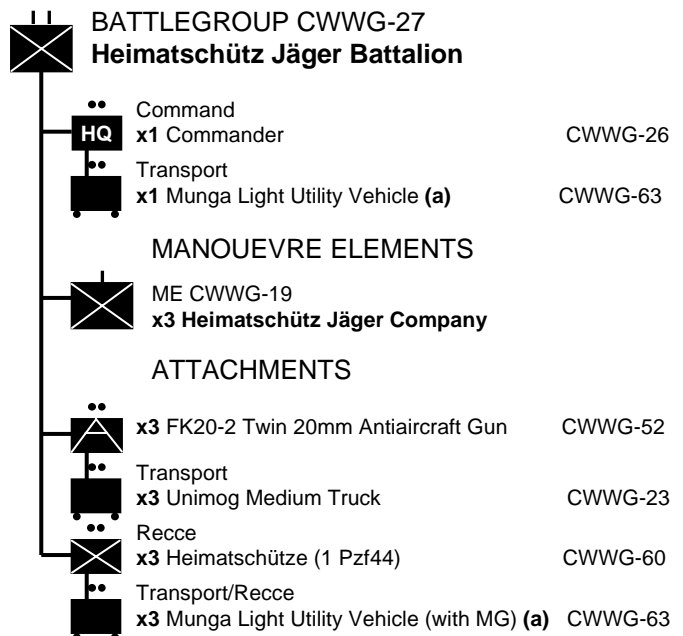 BATTLEGROUP CWWG-27
Heimatschütz Jäger Battalion
Command
HQ x1 Commander CWWG-26
Transport
x1 Munga Light Utility Vehicle (a) CWWG-63
MANOUEVRE ELEMENTS
ME CWWG-19
x3 Heimatschütz Jäger Company
ATTACHMENTS
x3 FK20-2 Twin 20mm Antiaircraft Gun CWWG-52
Transport
x3 Unimog Medium Truck CWWG-23
Recce
x3 Heimatschütze (1 Pzf44) CWWG-60
Transport/Recce
x3 Munga Light Utility Vehicle (with MG) (a) CWWG-63